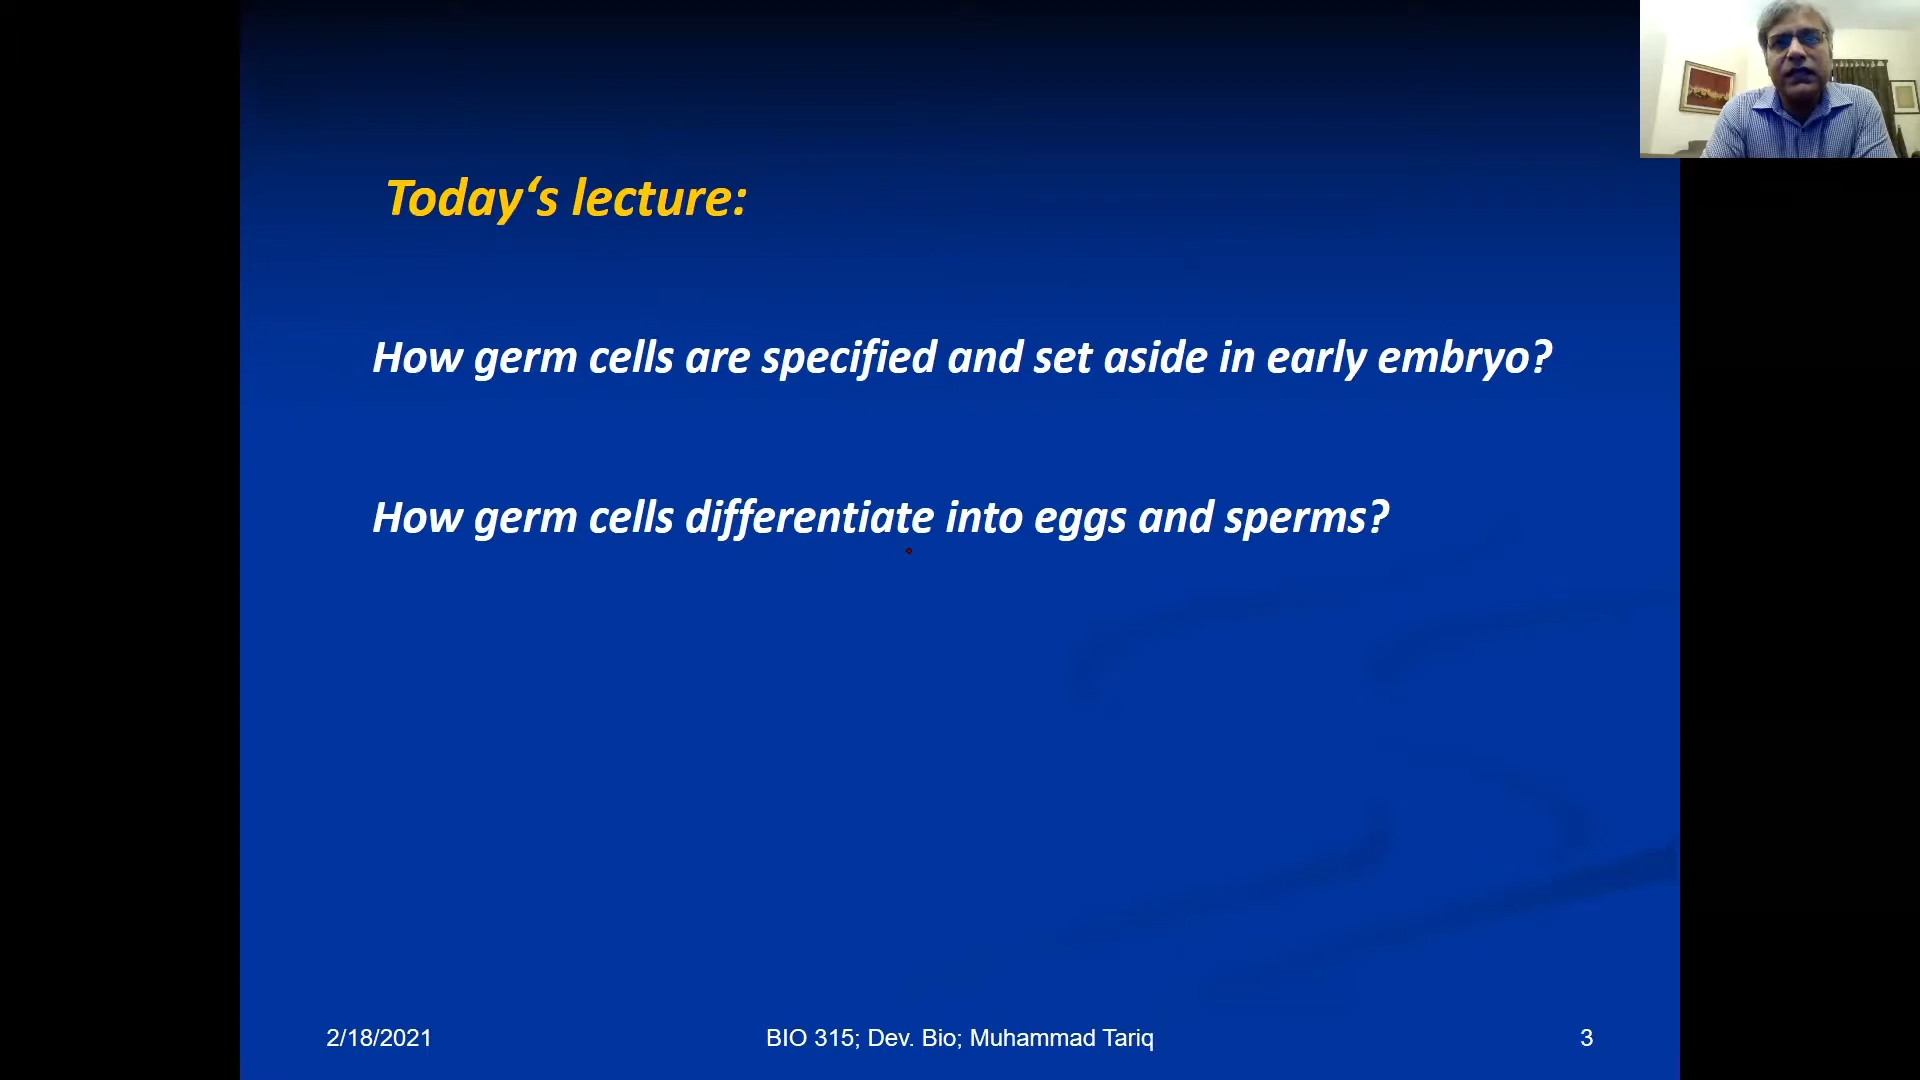 Today‘s lecture:
How germ cells are specified and set aside in early embryo?
How germ cells differentiate into eggs and sperms?
2/18/2021
BIO 315; Dev. Bio; Muhammad Tariq
3